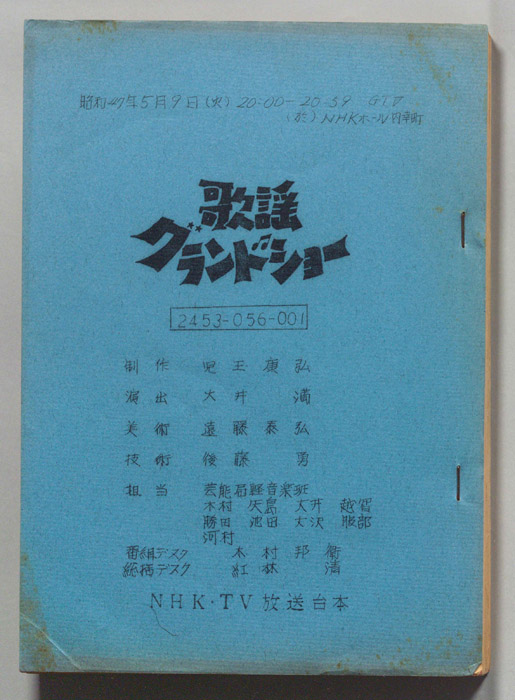 昭和47年5月9日(火) 20:00-20:39 GTV
(於)NHKホール内幸町
歌謡
グランドショー
2453-056-001
制作 児玉康弘
演出 大井 満
美術 遠藤泰弘
技術 後藤 勇
担当 芸能局軽音楽班
木村 矢島 大井 越智
勝田 池田 大沢 服部
河村
番組デスク 木村邦衛
総括デスク 紅林 清
NHK・TV放送台本